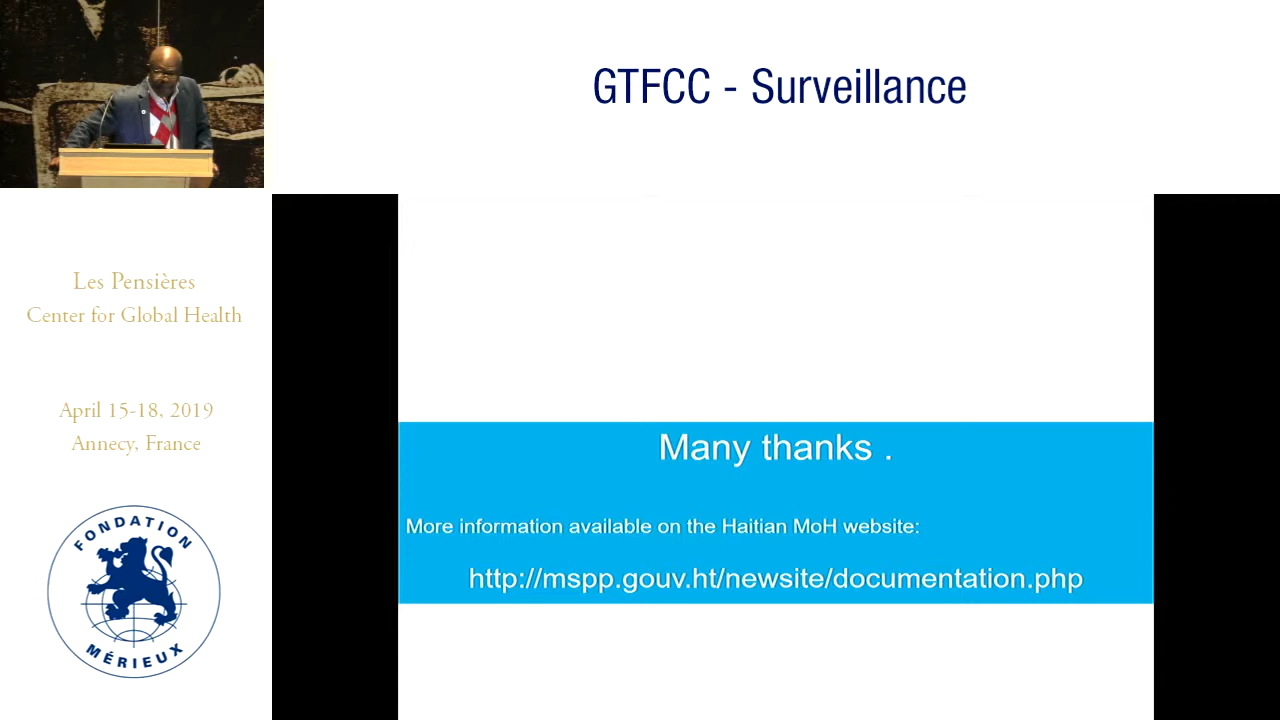 GTFCC - Surveillance
Les Pensières
Center for Global Health
April 15-18, 2019
Annecy, France
FONDATION
MÉRIEUX
Many thanks .
More information available on the Haitian MoH website:
http://mspp.gouv.ht/newsite/documentation.php